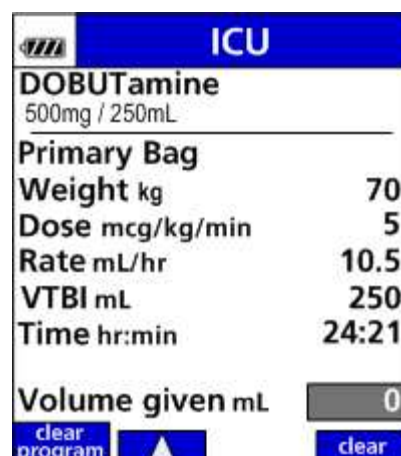 ICU
DOBUTamine
500mg / 250mL
Primary Bag
Weight kg 70
Dose mcg/kg/min 5
Rate mL/hr 10.5
VTBI mL 250
Time hr:min 24:21
Volume given mL 0
clear
program
clear